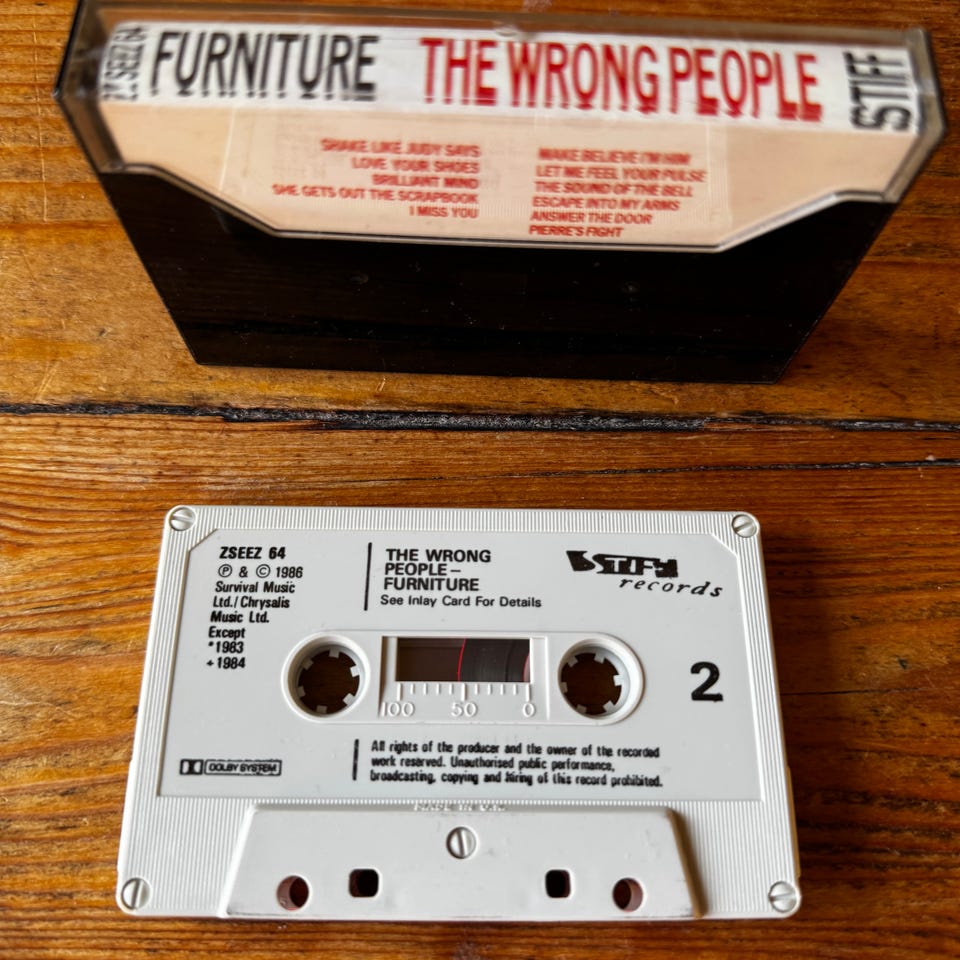 Z.SEEZ 64
FURNITURE
THE WRONG PEOPLE
STIFF
SHAKE LIKE JUDY SAYS
LOVE YOUR SHOES
BRILLIANT MIND
SHE GETS OUT THE SCRAPBOOK
I MISS YOU
MAKE BELIEVE I'M HIM
LET ME FEEL YOUR PULSE
THE SOUND OF THE BELL
ESCAPE INTO MY ARMS
ANSWER THE DOOR
PIERRE'S FIGHT
ZSEEZ 64
Ⓟ & © 1986
Survival Music
Ltd./Chrysalis
Music Ltd.
Except
*1983
+1984
THE WRONG
PEOPLE–
FURNITURE
See Inlay Card For Details
STIFF
records
2
100 50 0
DOLBY SYSTEM
All rights of the producer and the owner of the recorded
work reserved. Unauthorised public performance,
broadcasting, copying and hiring of this record prohibited.
MADE IN U.K.